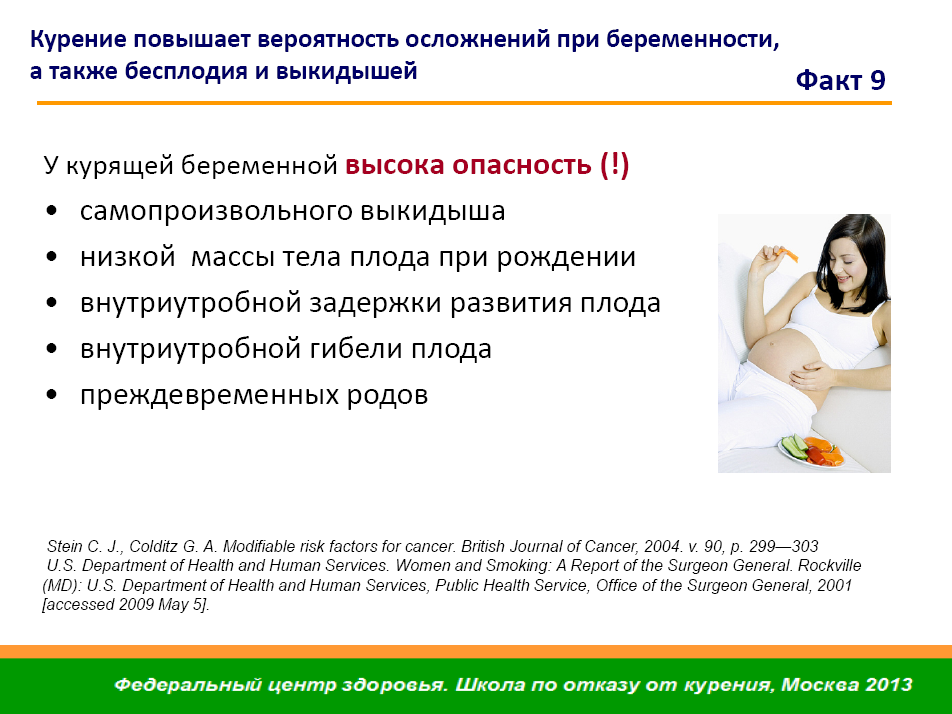 Курение повышает вероятность осложнений при беременности,
а также бесплодия и выкидышей
Факт 9
У курящей беременной высока опасность (!)
• самопроизвольного выкидыша
• низкой массы тела плода при рождении
• внутриутробной задержки развития плода
• внутриутробной гибели плода
• преждевременных родов
Stein C. J., Colditz G. A. Modifiable risk factors for cancer. British Journal of Cancer, 2004. v. 90, p. 299—303
U.S. Department of Health and Human Services. Women and Smoking: A Report of the Surgeon General. Rockville
(MD): U.S. Department of Health and Human Services, Public Health Service, Office of the Surgeon General, 2001
[accessed 2009 May 5].
Федеральный центр здоровья. Школа по отказу от курения, Москва 2013